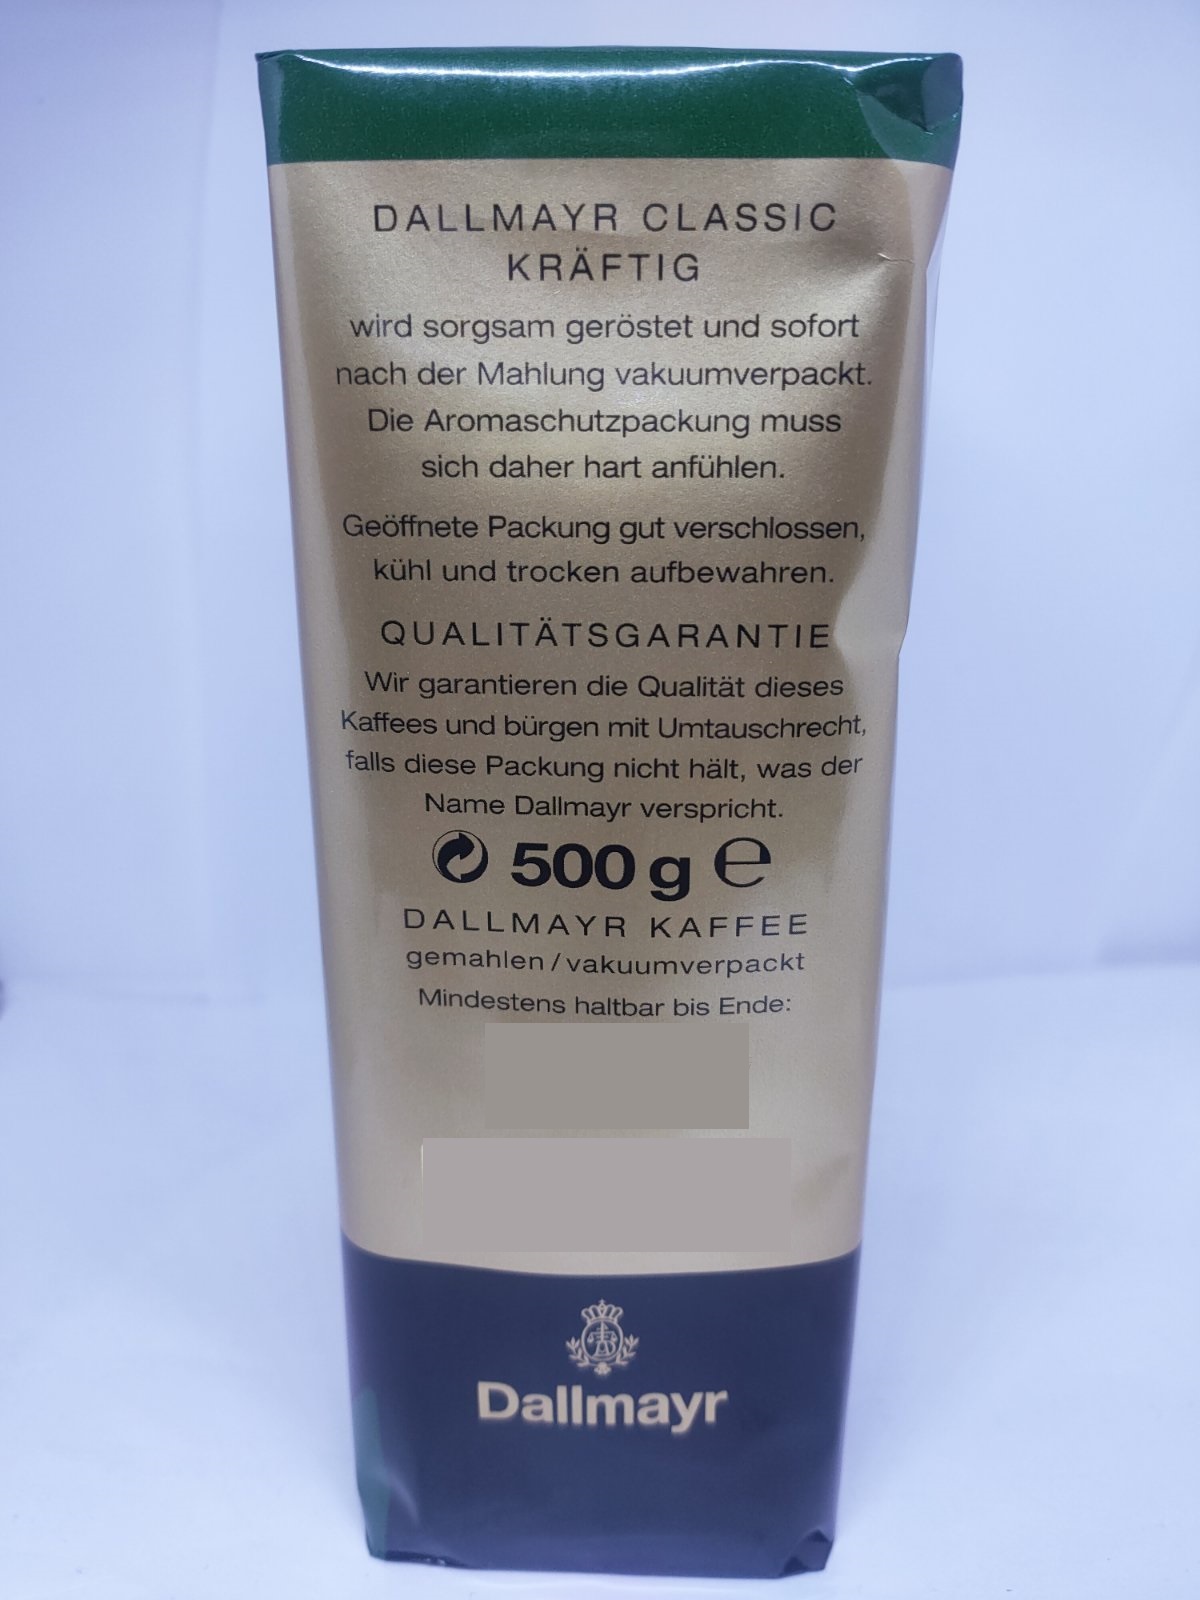 DALLMAYR CLASSIC
KRÄFTIG
wird sorgsam geröstet und sofort
nach der Mahlung vakuumverpackt.
Die Aromaschutzpackung muss
sich daher hart anfühlen.
Geöffnete Packung gut verschlossen,
kühl und trocken aufbewahren.
QUALITÄTSGARANTIE
Wir garantieren die Qualität dieses
Kaffees und bürgen mit Umtauschrecht,
falls diese Packung nicht hält, was der
Name Dallmayr verspricht.
500 g ℮
DALLMAYR KAFFEE
gemahlen / vakuumverpackt
Mindestens haltbar bis Ende:
Dallmayr